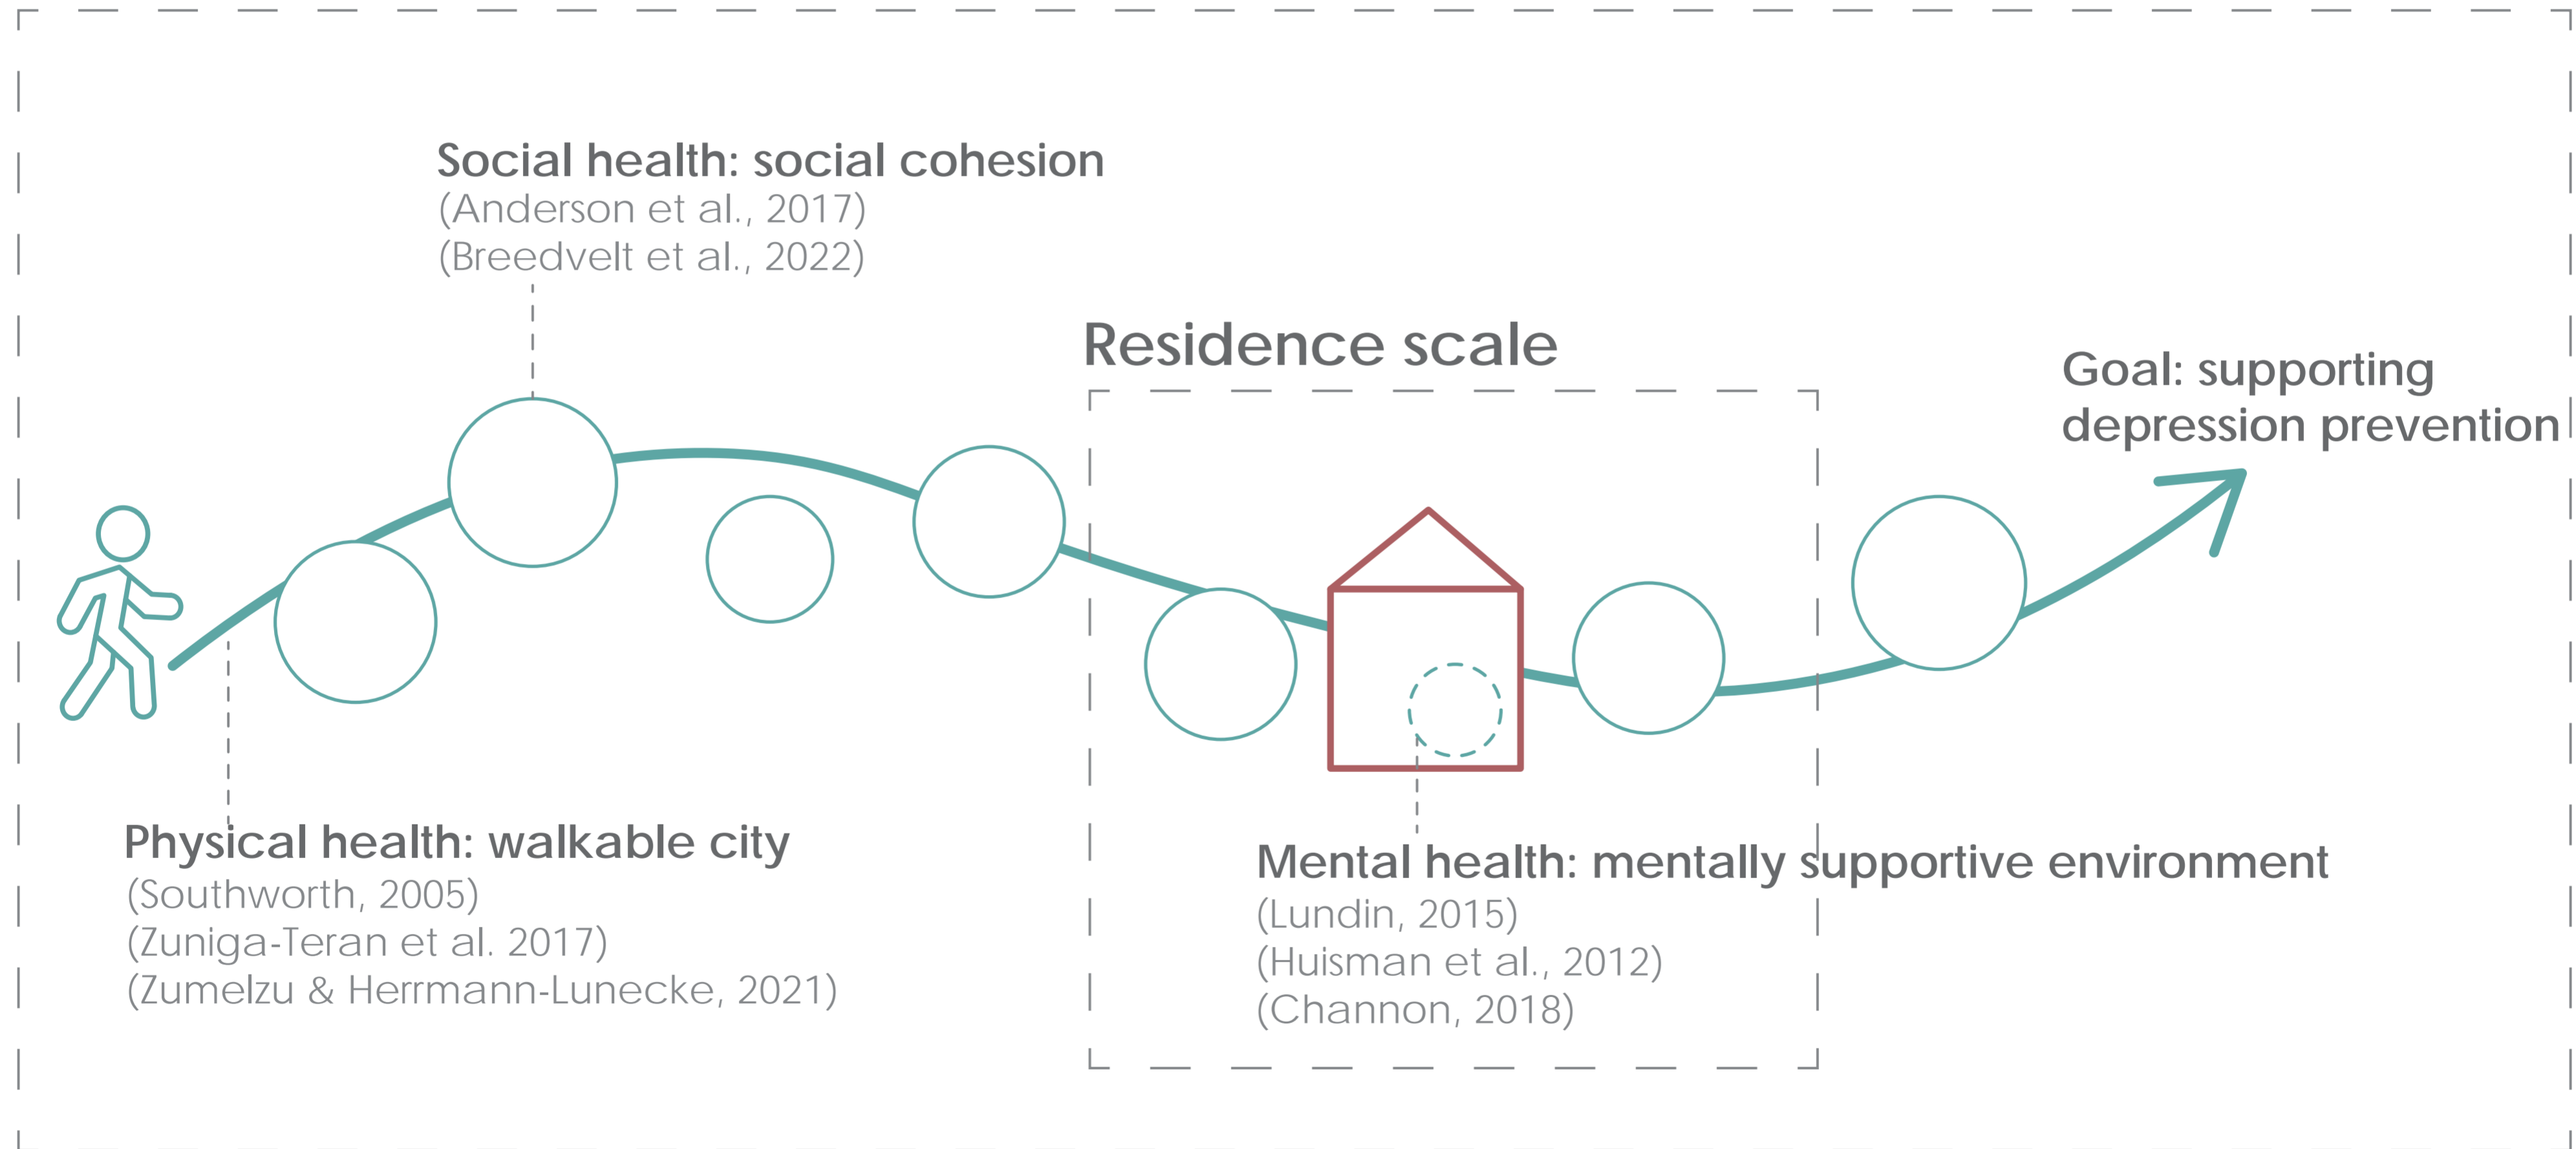 Social health: social cohesion
(Anderson et al., 2017)
(Breedvelt et al., 2022)
Residence scale
Goal: supporting
depression prevention
Physical health: walkable city
(Southworth, 2005)
(Zuniga-Teran et al. 2017)
(Zumelzu & Herrmann-Lunecke, 2021)
Mental health: mentally supportive environment
(Lundin, 2015)
(Huisman et al., 2012)
(Channon, 2018)